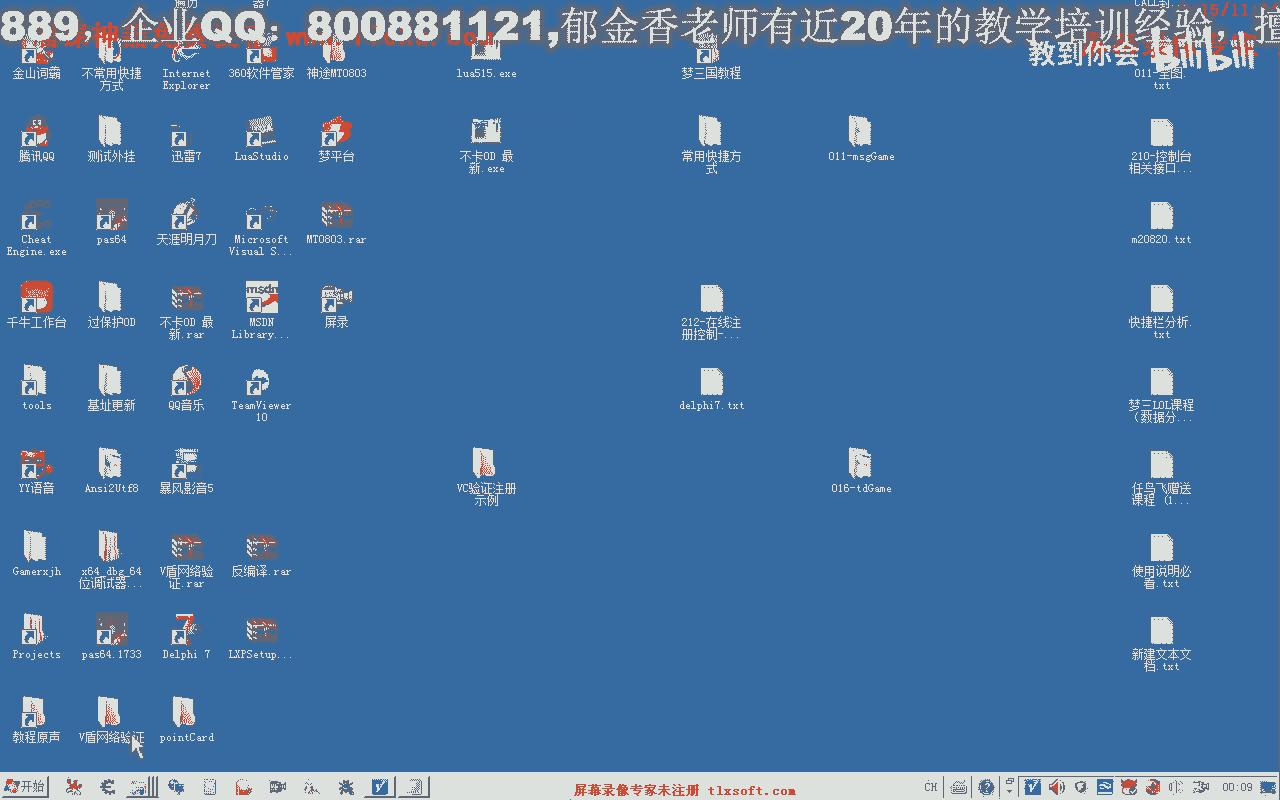 889 企业QQ：800881121,郁金香老师有近20年的教学培训经验，擅
教到你会 bilibili
金山词霸
不常用快捷
方式
Internet
Explorer
360软件管家
神途MT0803
lua515.exe
梦三国教程
011-全图.
txt
腾讯QQ
测试外挂
迅雷7
LuaStudio
梦平台
不卡OD 最
新.exe
常用快捷方
式
011-msgGame
210-控制台
相关接口...
Cheat
Engine.exe
pas64
天涯明月刀
Microsoft
Visual S...
MT0803.rar
m20820.txt
千牛工作台
过保护OD
不卡OD 最
新.rar
msdn
MSDN
Library...
屏录
212-在线注
册控制-...
快捷栏分析.
txt
tools
基址更新
QQ音乐
TeamViewer
10
delphi7.txt
梦三LOL课程
（数据分...
YY语音
Ansi2Utf8
暴风影音5
VC验证注册
示例
016-tdGame
任鸟飞赠送
课程 (1...
Gamerxjh
x64_dbg_64
位调试器...
V盾网络验
证.rar
反编译.rar
使用说明必
看.txt
Projects
pas64.1733
Delphi 7
LXPSetup...
新建文本文
档.txt
教程原声
V盾网络验证
pointCard
开始
屏幕录像专家未注册 tlxsoft.com
CH
00:09